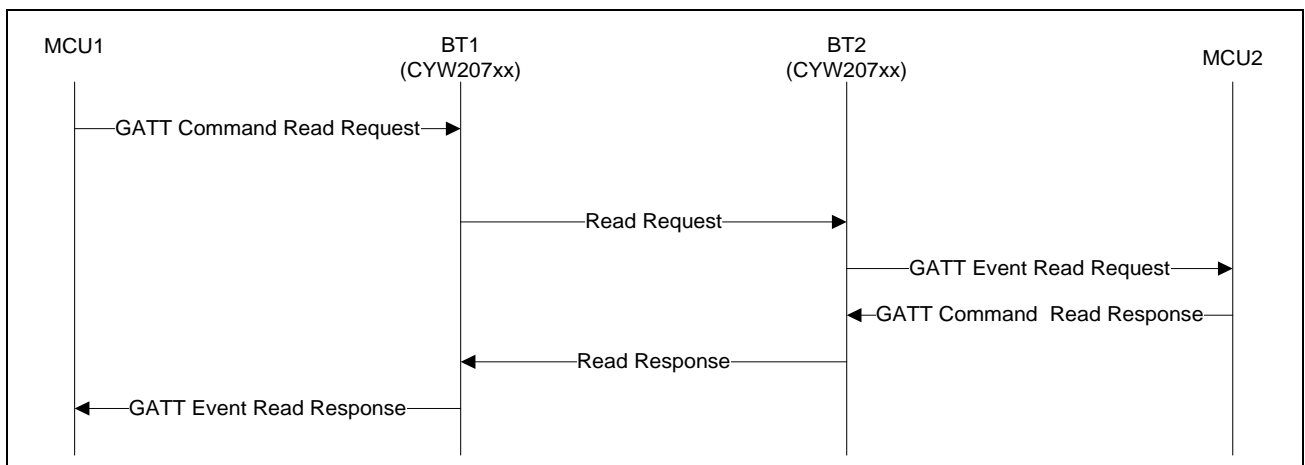 MCU1
BT1
(CYW207xx)
BT2
(CYW207xx)
MCU2
GATT Command Read Request
Read Request
GATT Event Read Request
GATT Command  Read Response
Read Response
GATT Event Read Response